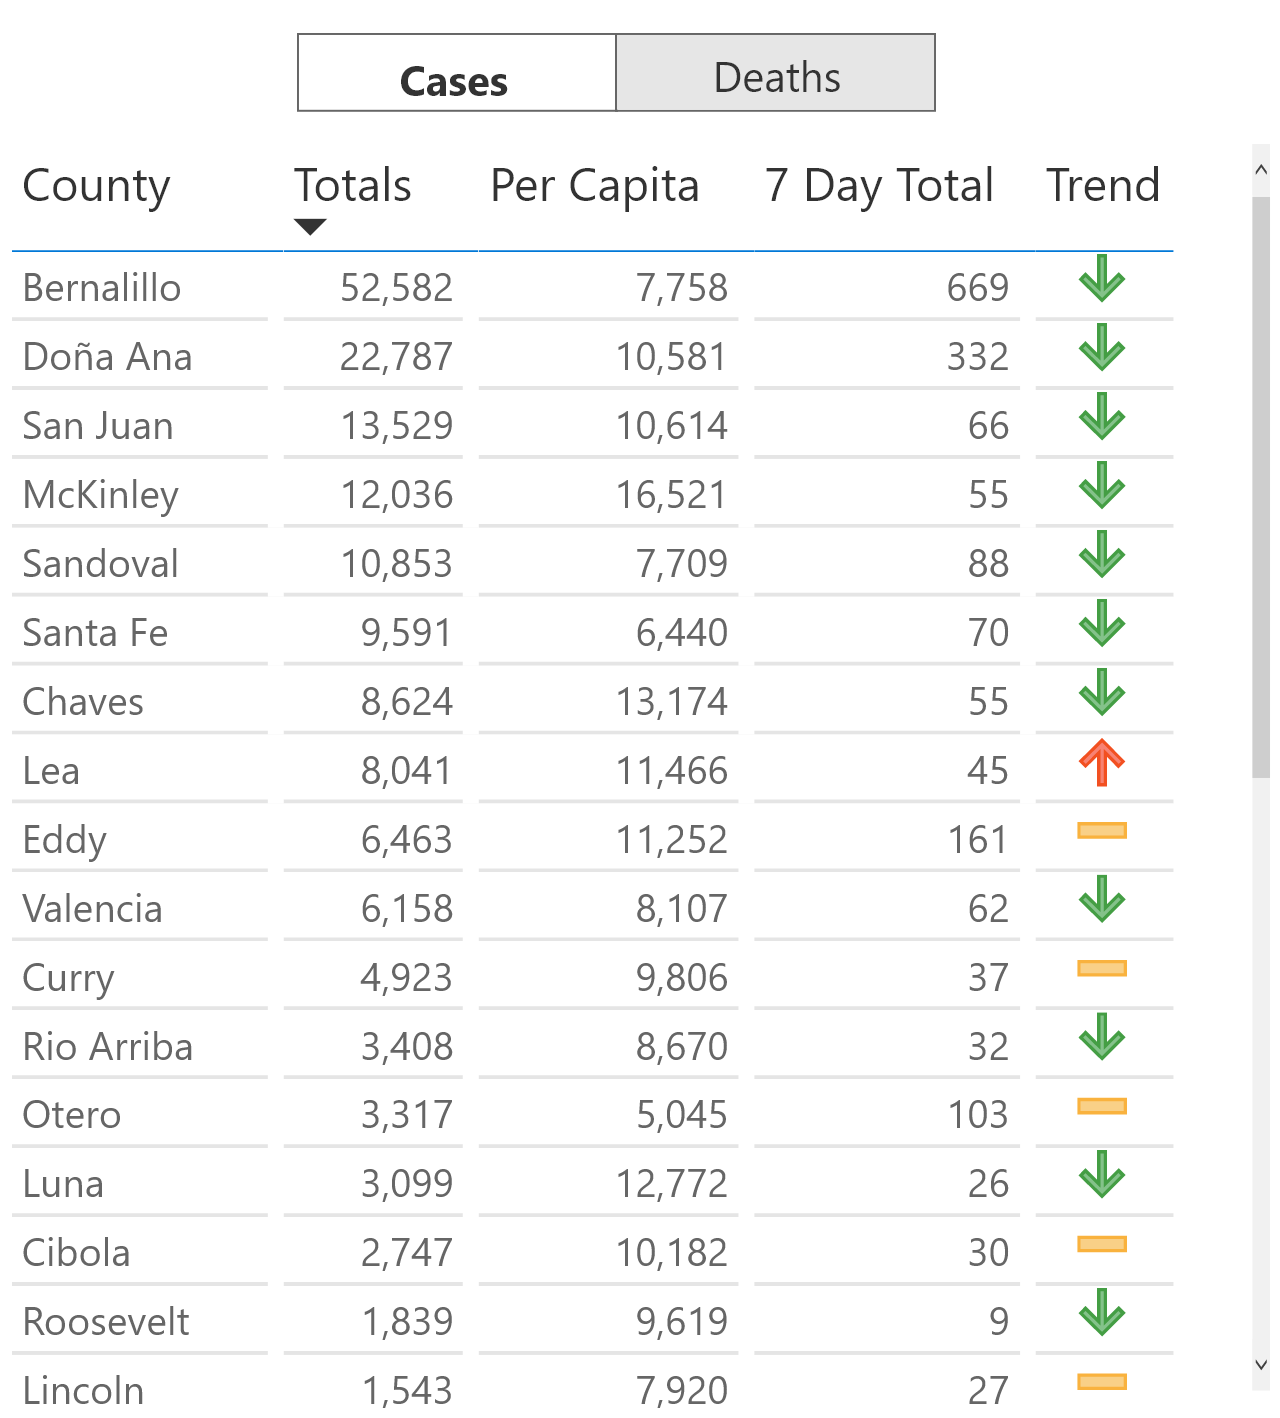 Cases Deaths
County Totals Per Capita 7 Day Total Trend
Bernalillo 52,582 7,758 669
Doña Ana 22,787 10,581 332
San Juan 13,529 10,614 66
McKinley 12,036 16,521 55
Sandoval 10,853 7,709 88
Santa Fe 9,591 6,440 70
Chaves 8,624 13,174 55
Lea 8,041 11,466 45
Eddy 6,463 11,252 161
Valencia 6,158 8,107 62
Curry 4,923 9,806 37
Rio Arriba 3,408 8,670 32
Otero 3,317 5,045 103
Luna 3,099 12,772 26
Cibola 2,747 10,182 30
Roosevelt 1,839 9,619 9
Lincoln 1,543 7,920 27